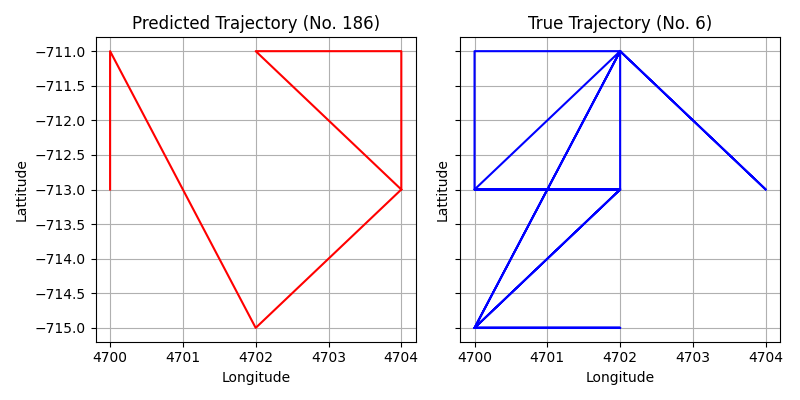 Predicted Trajectory (No. 186)
True Trajectory (No. 6)
−711.0
−711.5
−712.0
−712.5
−713.0
−713.5
−714.0
−714.5
−715.0
Lattitude
Lattitude
4700 4701 4702 4703 4704
4700 4701 4702 4703 4704
Longitude
Longitude